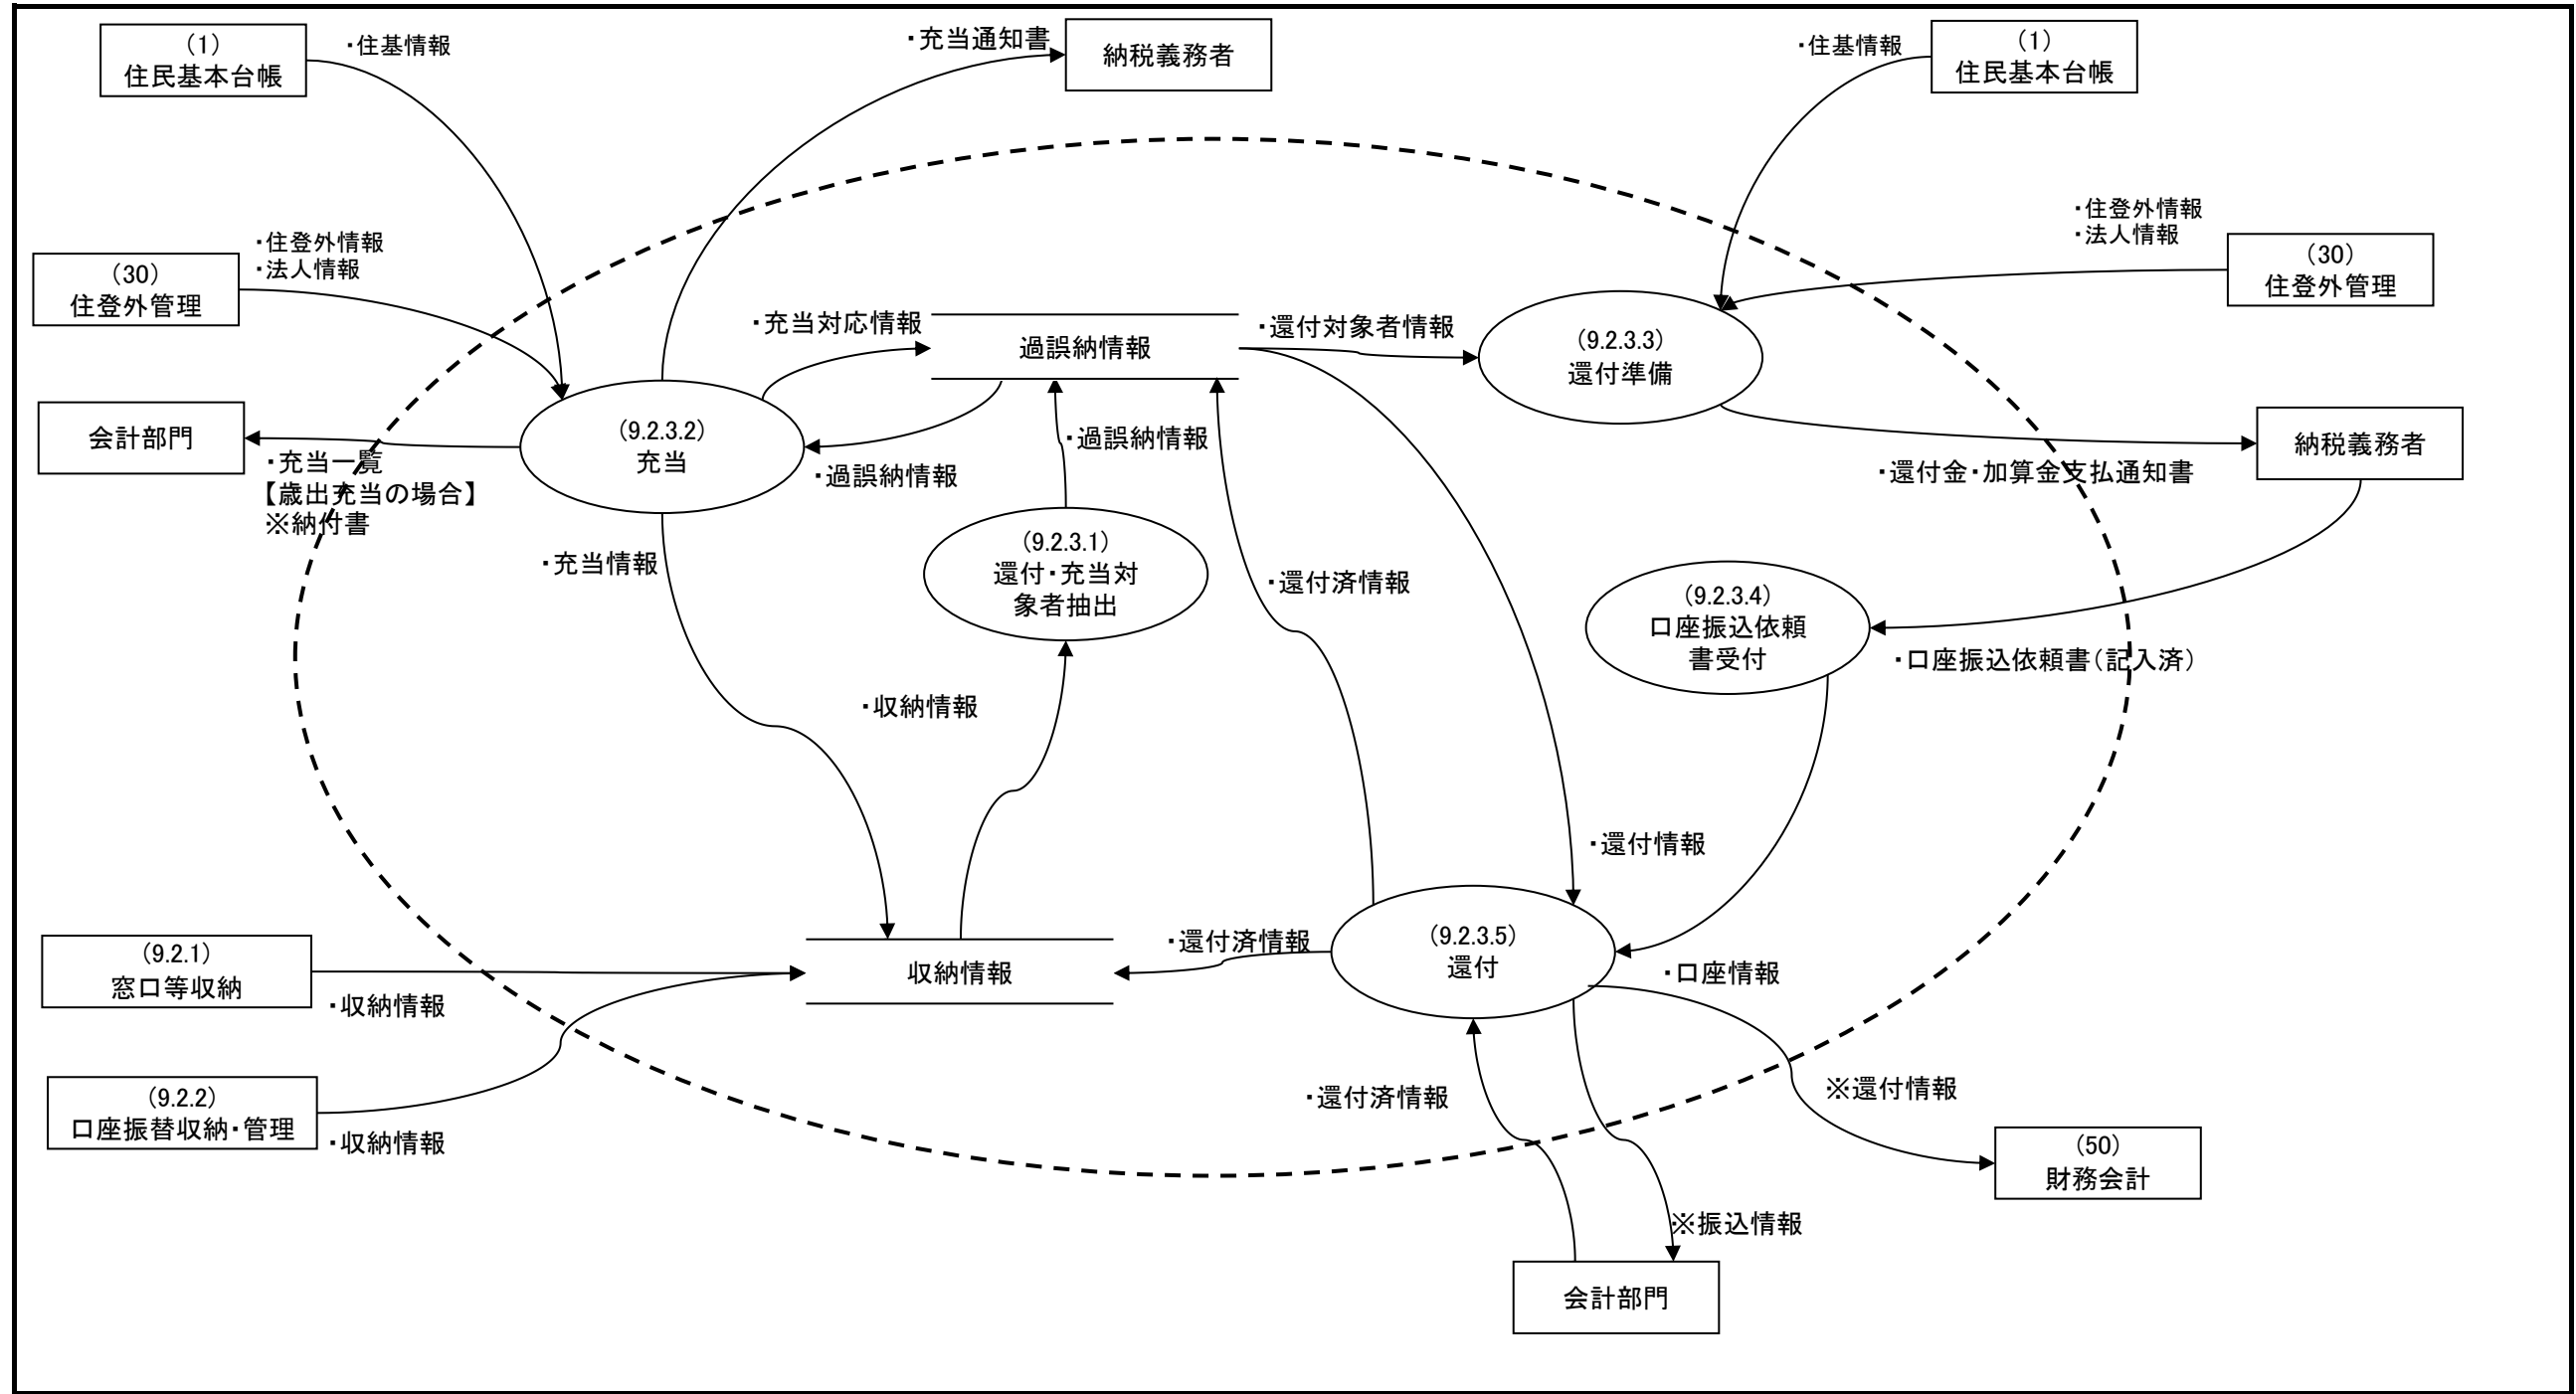 （1）
住民基本台帳
・住基情報
・充当通知書
納税義務者
・住基情報
（1）
住民基本台帳
（30）
住登外管理
・住登外情報
・法人情報
・住登外情報
・法人情報
（30）
住登外管理
・充当対応情報
過誤納情報
・還付対象者情報
（9.2.3.3）
還付準備
会計部門
・充当一覧
【歳出充当の場合】
※納付書
（9.2.3.2）
充当
・過誤納情報
・過誤納情報
・還付金・加算金支払通知書
納税義務者
・充当情報
（9.2.3.1）
還付・充当対
象者抽出
・還付済情報
（9.2.3.4）
口座振込依頼
書受付
・口座振込依頼書（記入済）
・収納情報
・還付情報
（9.2.1）
窓口等収納
・収納情報
収納情報
・還付済情報
（9.2.3.5）
還付
・口座情報
（9.2.2）
口座振替収納・管理
・収納情報
・還付済情報
※還付情報
（50）
財務会計
※振込情報
会計部門